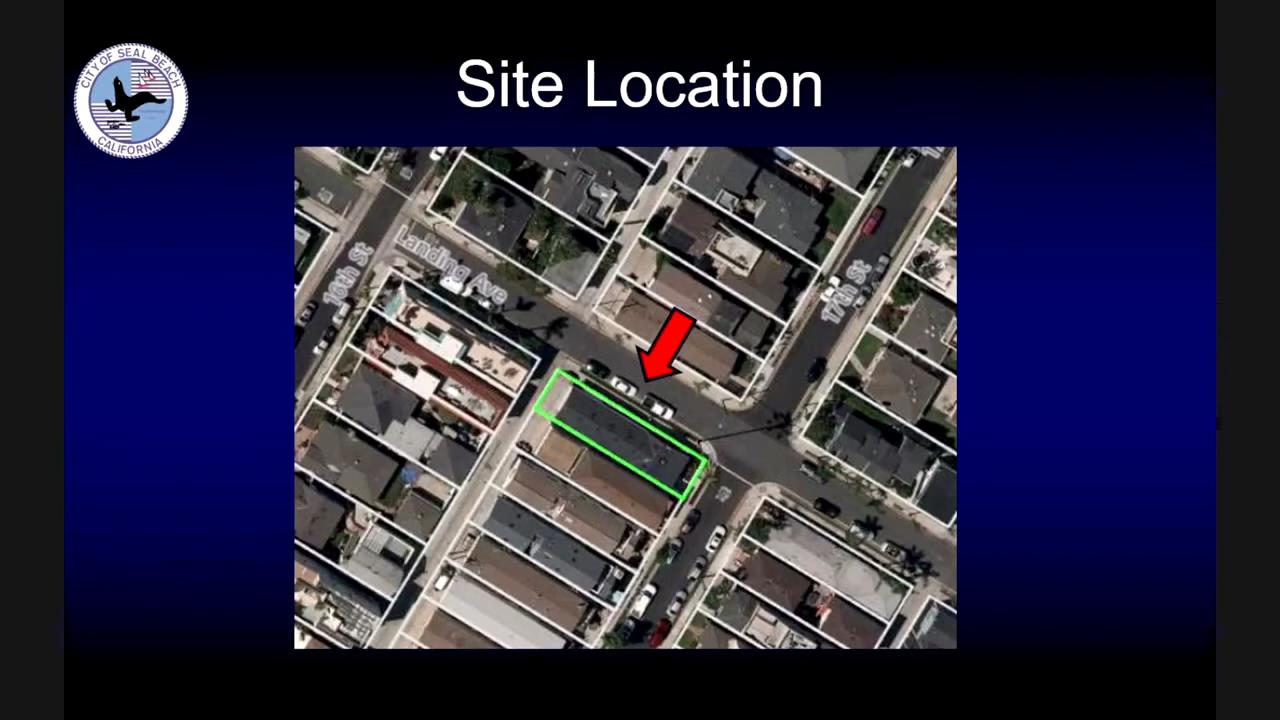 CITY OF SEAL BEACH
CALIFORNIA
Site Location
Landing Ave
16th St
17th St